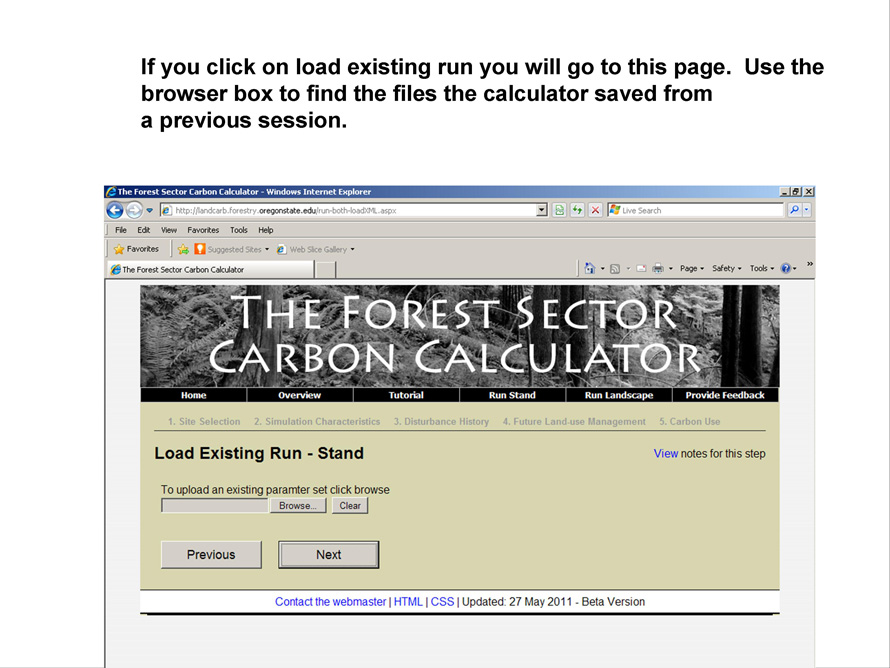 If you click on load existing run you will go to this page.  Use the
browser box to find the files the calculator saved from
a previous session.
The Forest Sector Carbon Calculator - Windows Internet Explorer
http://landcarb.forestry.oregonstate.edu/run-both-loadXML.aspx
Live Search
File Edit View Favorites Tools Help
Favorites Suggested Sites Web Slice Gallery
The Forest Sector Carbon Calculator Page Safety Tools »
THE FOREST SECTOR
CARBON CALCULATOR
Home Overview Tutorial Run Stand Run Landscape Provide Feedback
1. Site Selection 2. Simulation Characteristics 3. Disturbance History 4. Future Land-use Management 5. Carbon Use
Load Existing Run - Stand View notes for this step
To upload an existing paramter set click browse
Browse... Clear
Previous Next
Contact the webmaster | HTML | CSS | Updated: 27 May 2011 - Beta Version